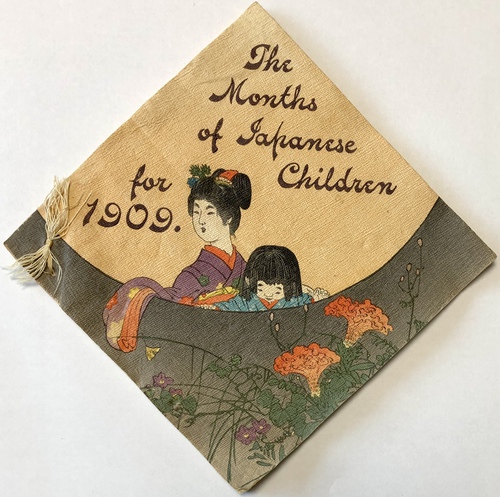 The
Months
of Japanese
for Children
1909.